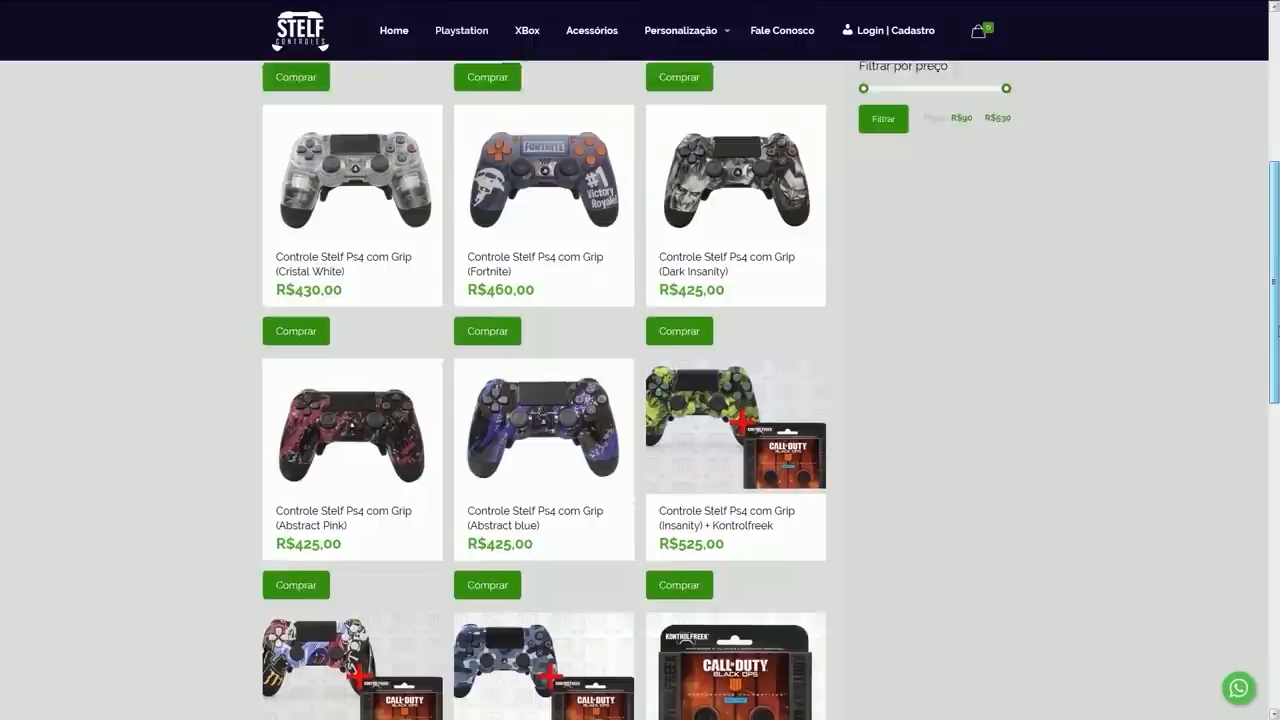 STELF
CONTROLES
Home
Playstation
XBox
Acessórios
Personalização
Fale Conosco
Login | Cadastro
0
Comprar
Comprar
Comprar
Filtrar por preço
Filtrar
R$90
R$530
FORTNITE
#1
Victory
Royale!
Controle Stelf Ps4 com Grip
(Cristal White)
R$430,00
Controle Stelf Ps4 com Grip
(Fortnite)
R$460,00
Controle Stelf Ps4 com Grip
(Dark Insanity)
R$425,00
Comprar
Comprar
Comprar
KONTROLFREEK
CALL·DUTY
BLACK OPS
Controle Stelf Ps4 com Grip
(Abstract Pink)
R$425,00
Controle Stelf Ps4 com Grip
(Abstract blue)
R$425,00
Controle Stelf Ps4 com Grip
(Insanity) + Kontrolfreek
R$525,00
Comprar
Comprar
Comprar
KONTROLFREEK
CALL·DUTY
BLACK OPS
KONTROLFREEK
CALL·DUTY
BLACK OPS
KONTROLFREEK
CALL·DUTY
BLACK OPS